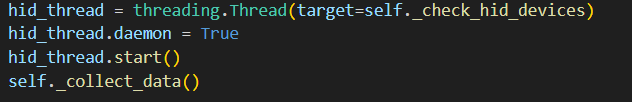 hid_thread = threading.Thread(target=self._check_hid_devices)
hid_thread.daemon = True
hid_thread.start()
self._collect_data()